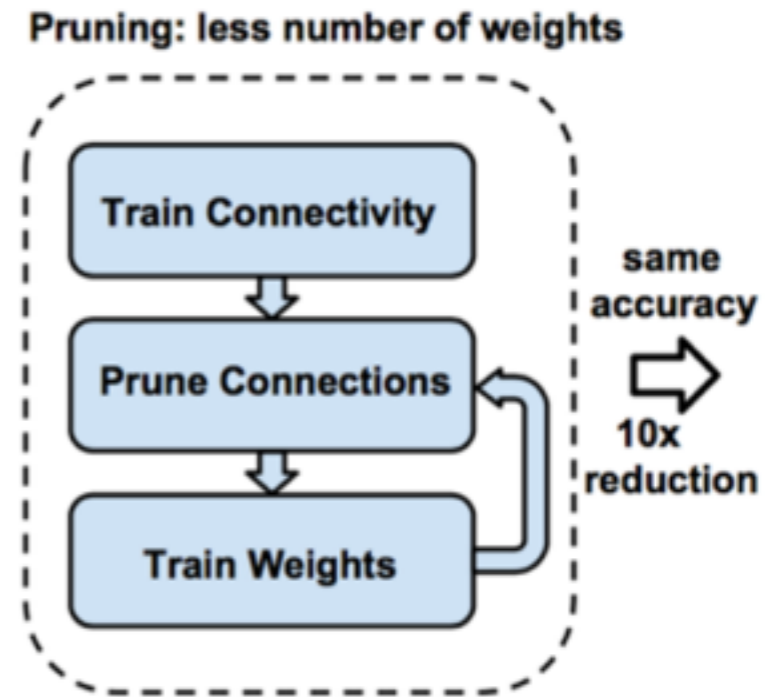 Pruning: less number of weights
Train Connectivity
Prune Connections
Train Weights
same
accuracy
10x
reduction